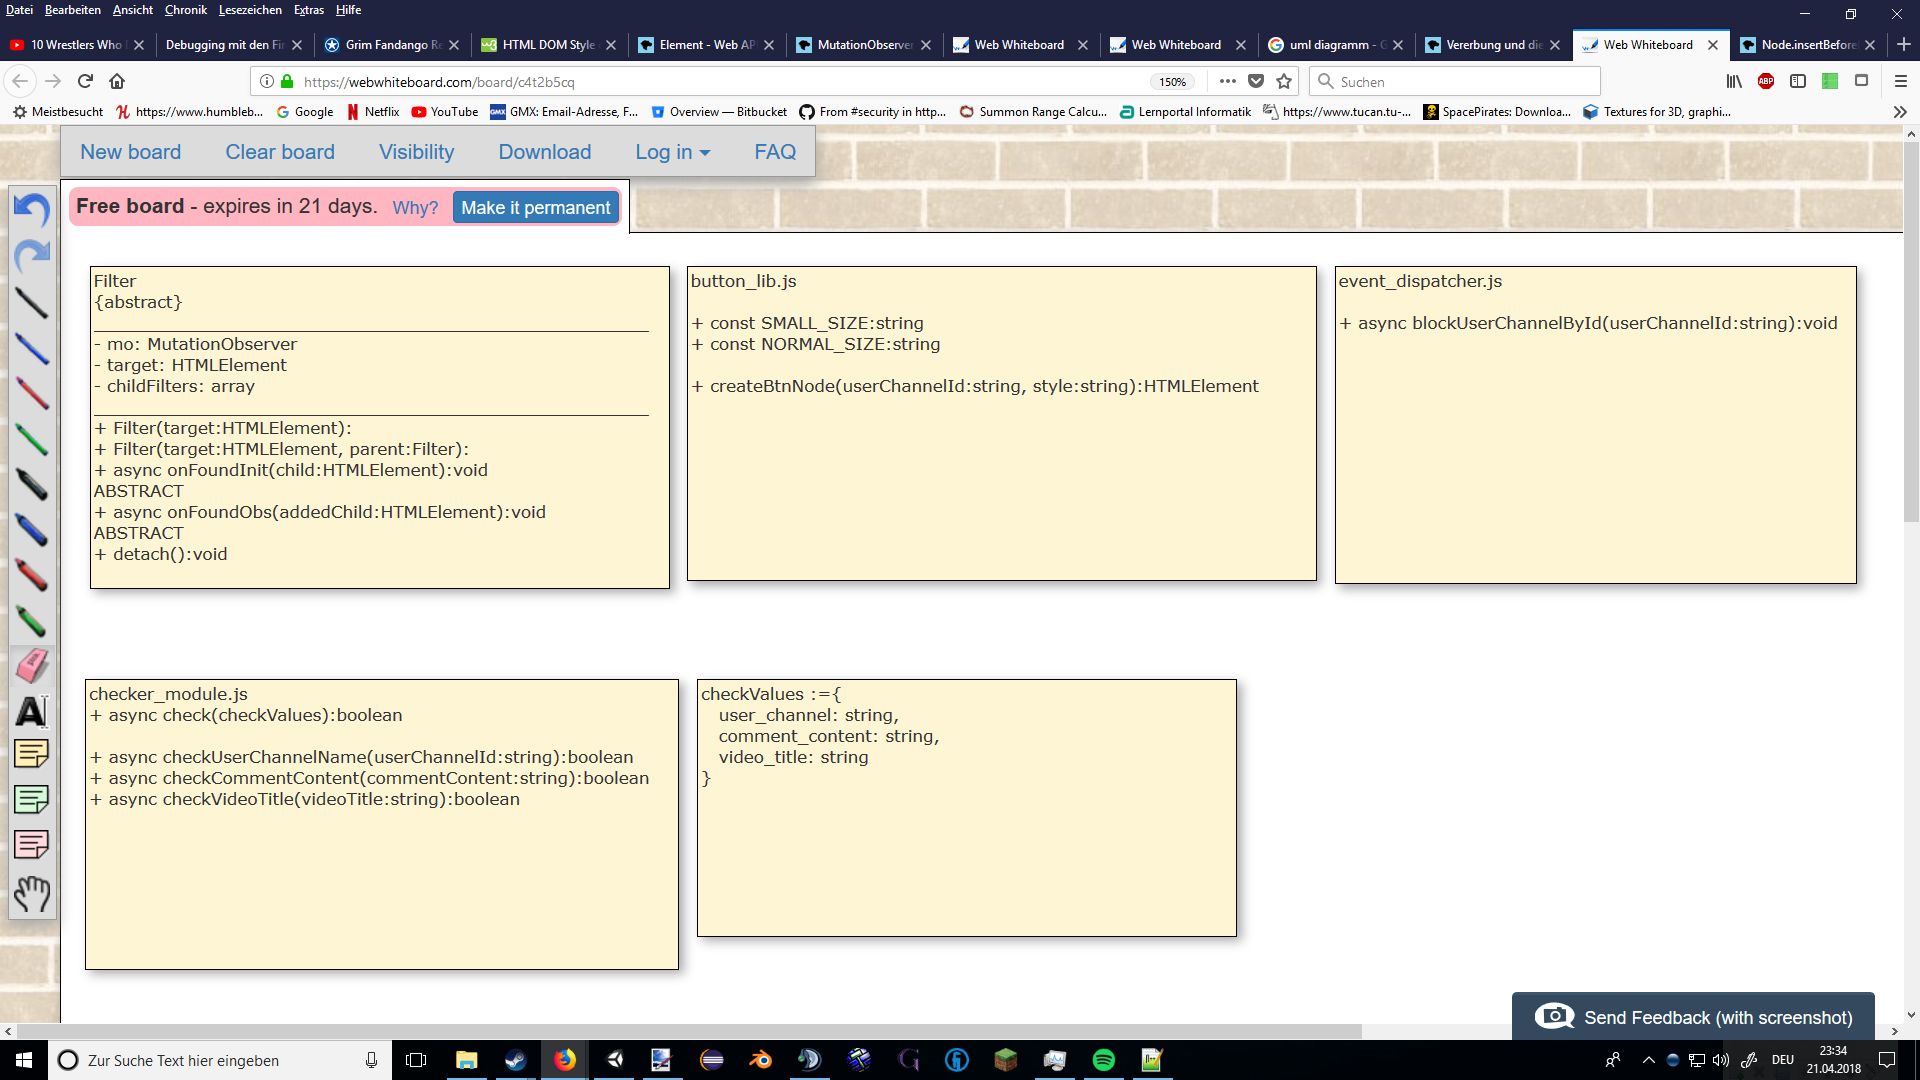 Datei Bearbeiten Ansicht Chronik Lesezeichen Extras Hilfe
10 Wrestlers Who
Debugging mit den Fi
Grim Fandango Re
HTML DOM Style
Element - Web AP
MutationObserver
Web Whiteboard
Web Whiteboard
uml diagramm - G
Vererbung und die
Web Whiteboard
Node.insertBefore
https://webwhiteboard.com/board/c4t2b5cq
150%
Suchen
ABP
Meistbesucht
https://www.humbleb...
Google
Netflix
YouTube
GMX: Email-Adresse, F...
Overview — Bitbucket
From #security in http...
Summon Range Calcu...
Lernportal Informatik
https://www.tucan.tu-...
SpacePirates: Downloa...
Textures for 3D, graphi...
New board Clear board Visibility Download Log in FAQ
Free board - expires in 21 days. Why? Make it permanent
Filter
{abstract}
- mo: MutationObserver
- target: HTMLElement
- childFilters: array
+ Filter(target:HTMLElement):
+ Filter(target:HTMLElement, parent:Filter):
+ async onFoundInit(child:HTMLElement):void
ABSTRACT
+ async onFoundObs(addedChild:HTMLElement):void
ABSTRACT
+ detach():void
button_lib.js
+ const SMALL_SIZE:string
+ const NORMAL_SIZE:string
+ createBtnNode(userChannelId:string, style:string):HTMLElement
event_dispatcher.js
+ async blockUserChannelById(userChannelId:string):void
checker_module.js
+ async check(checkValues):boolean
+ async checkUserChannelName(userChannelId:string):boolean
+ async checkCommentContent(commentContent:string):boolean
+ async checkVideoTitle(videoTitle:string):boolean
checkValues :={
user_channel: string,
comment_content: string,
video_title: string
}
A
Send Feedback (with screenshot)
Zur Suche Text hier eingeben
DEU
23:34
21.04.2018